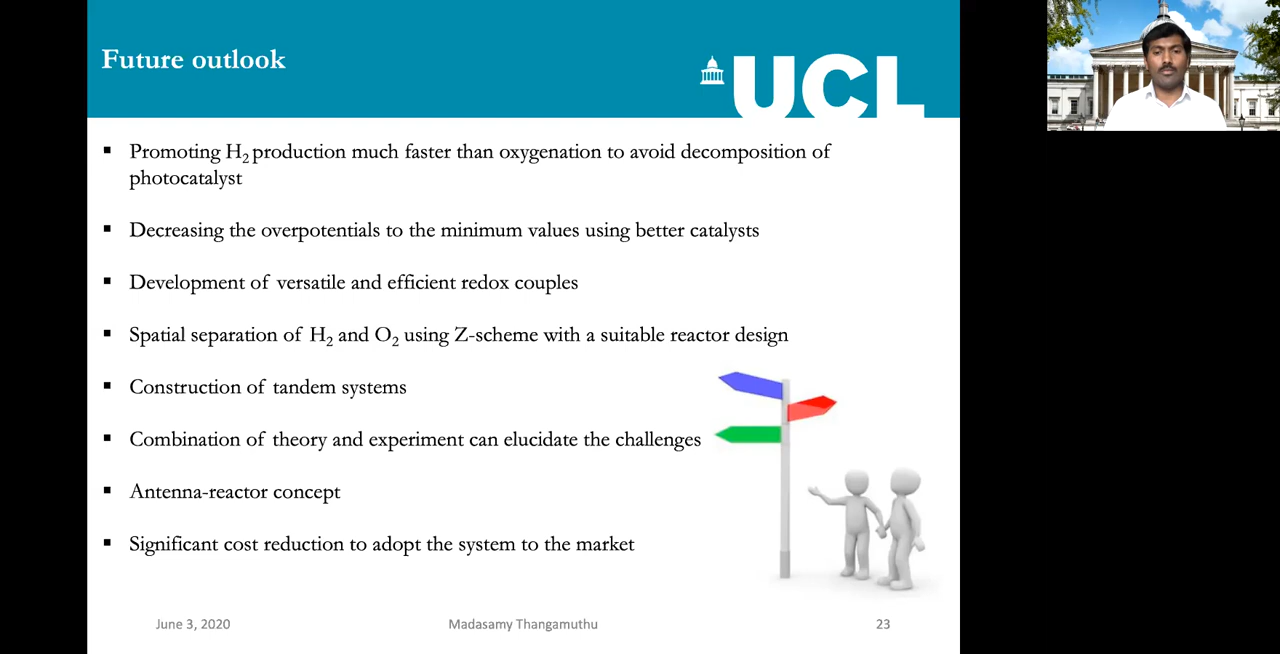 Future outlook
UCL
▪ Promoting H₂ production much faster than oxygenation to avoid decomposition of
photocatalyst
▪ Decreasing the overpotentials to the minimum values using better catalysts
▪ Development of versatile and efficient redox couples
▪ Spatial separation of H₂ and O₂ using Z-scheme with a suitable reactor design
▪ Construction of tandem systems
▪ Combination of theory and experiment can elucidate the challenges
▪ Antenna-reactor concept
▪ Significant cost reduction to adopt the system to the market
June 3, 2020 Madasamy Thangamuthu 23